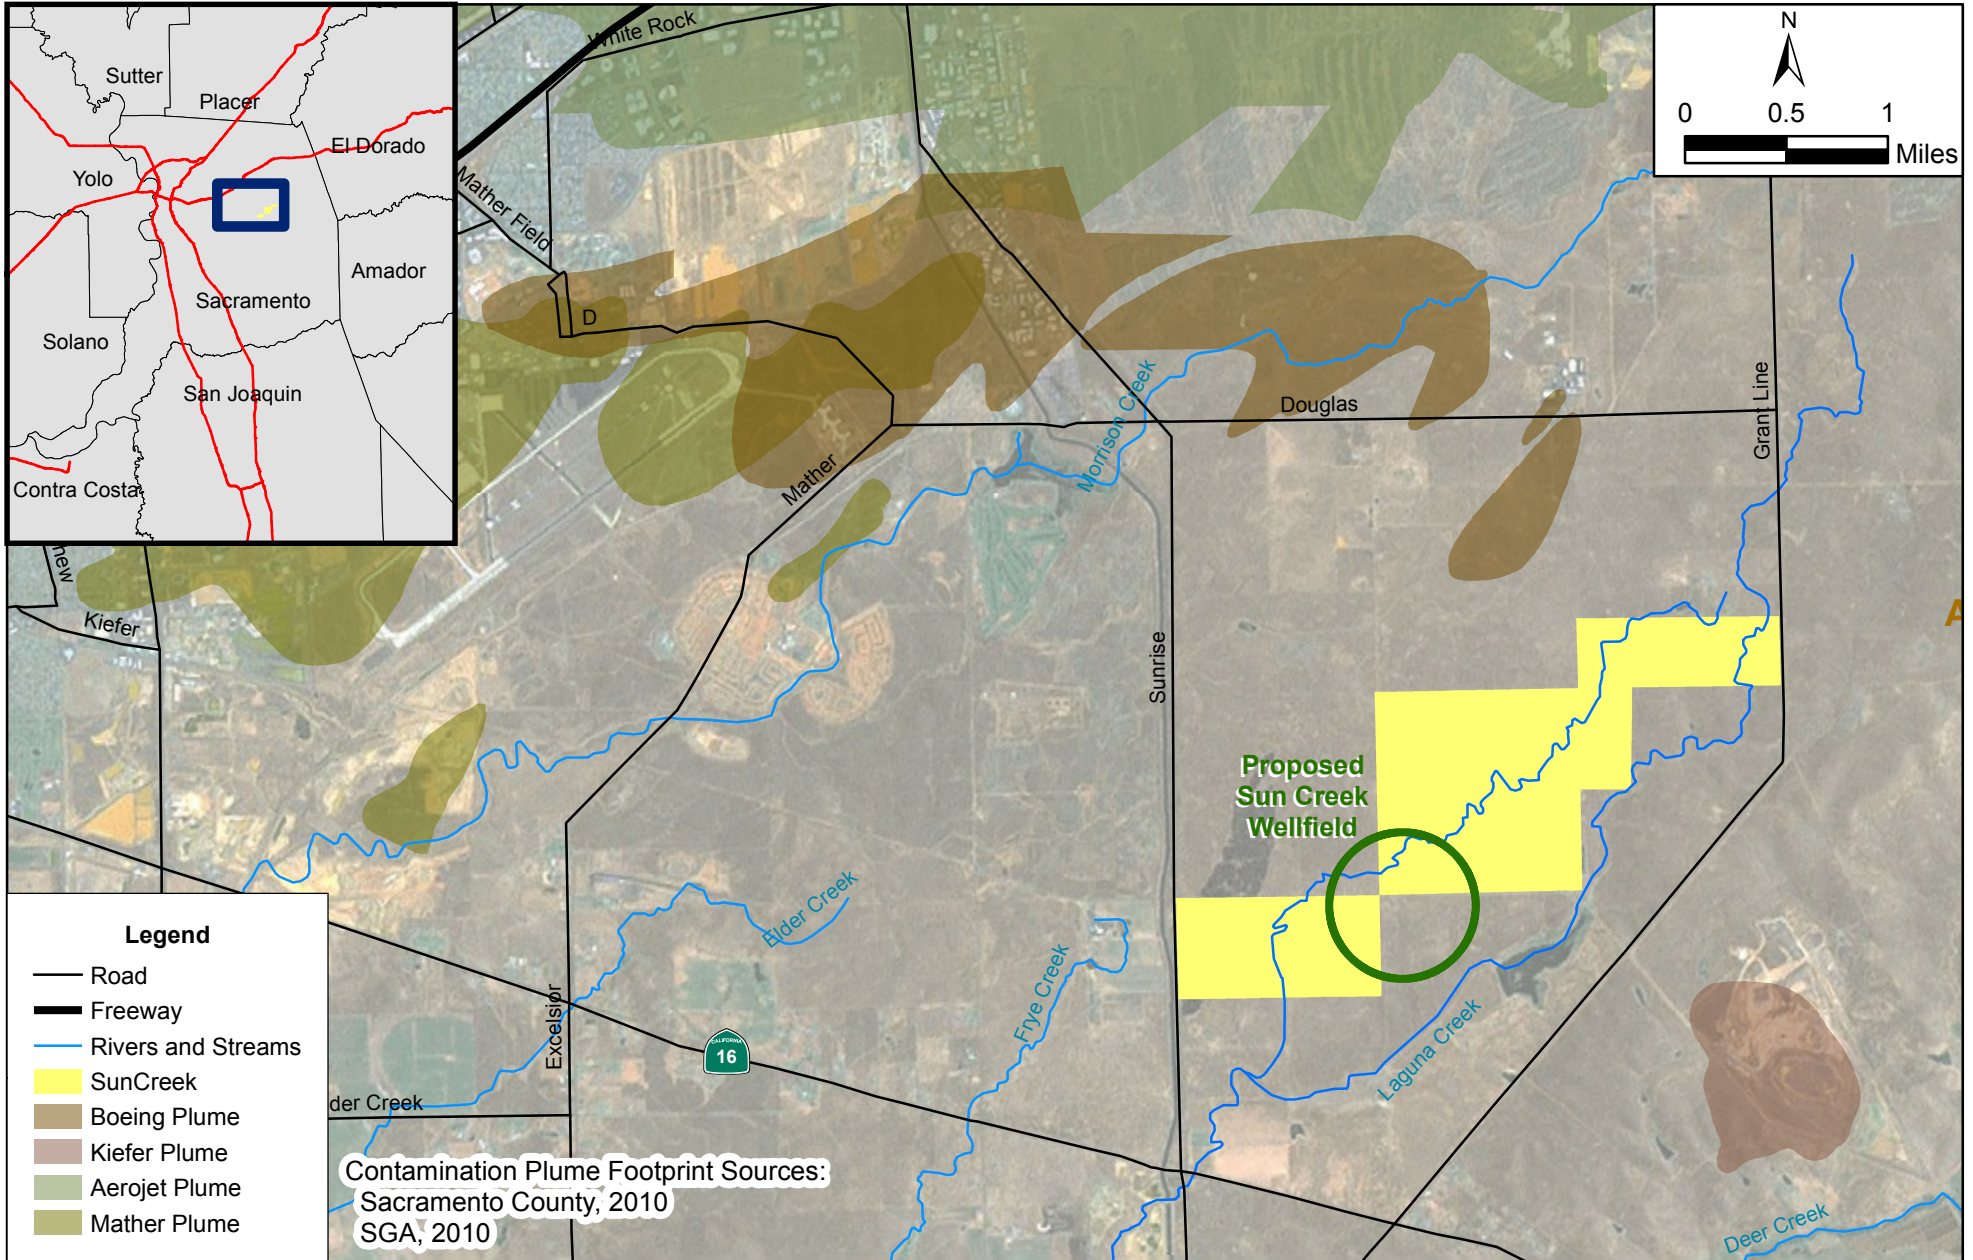 Sutter
Placer
El Dorado
Yolo
Amador
Sacramento
Solano
San Joaquin
Contra Costa
White Rock
Mather Field
D
N
0 0.5 1
Miles
Morrison Creek
Douglas
Grant Line
Mather
hew
Kiefer
Sunrise
A
Proposed
Sun Creek
Wellfield
Elder Creek
Frye Creek
Excelsior
CALIFORNIA
16
Laguna Creek
der Creek
Deer Creek
Legend
Road
Freeway
Rivers and Streams
SunCreek
Boeing Plume
Kiefer Plume
Aerojet Plume
Mather Plume
Contamination Plume Footprint Sources:
Sacramento County, 2010
SGA, 2010